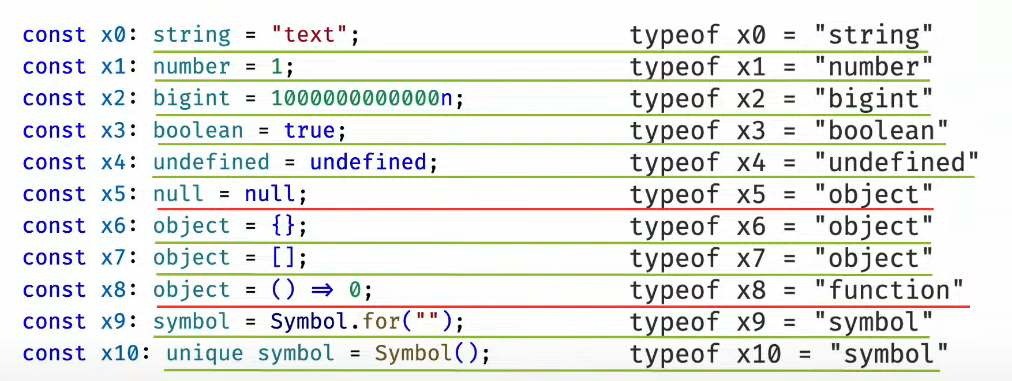 const x0: string = "text"; typeof x0 = "string"
const x1: number = 1; typeof x1 = "number"
const x2: bigint = 1000000000000n; typeof x2 = "bigint"
const x3: boolean = true; typeof x3 = "boolean"
const x4: undefined = undefined; typeof x4 = "undefined"
const x5: null = null; typeof x5 = "object"
const x6: object = {}; typeof x6 = "object"
const x7: object = []; typeof x7 = "object"
const x8: object = () ⇒ 0; typeof x8 = "function"
const x9: symbol = Symbol.for(""); typeof x9 = "symbol"
const x10: unique symbol = Symbol(); typeof x10 = "symbol"